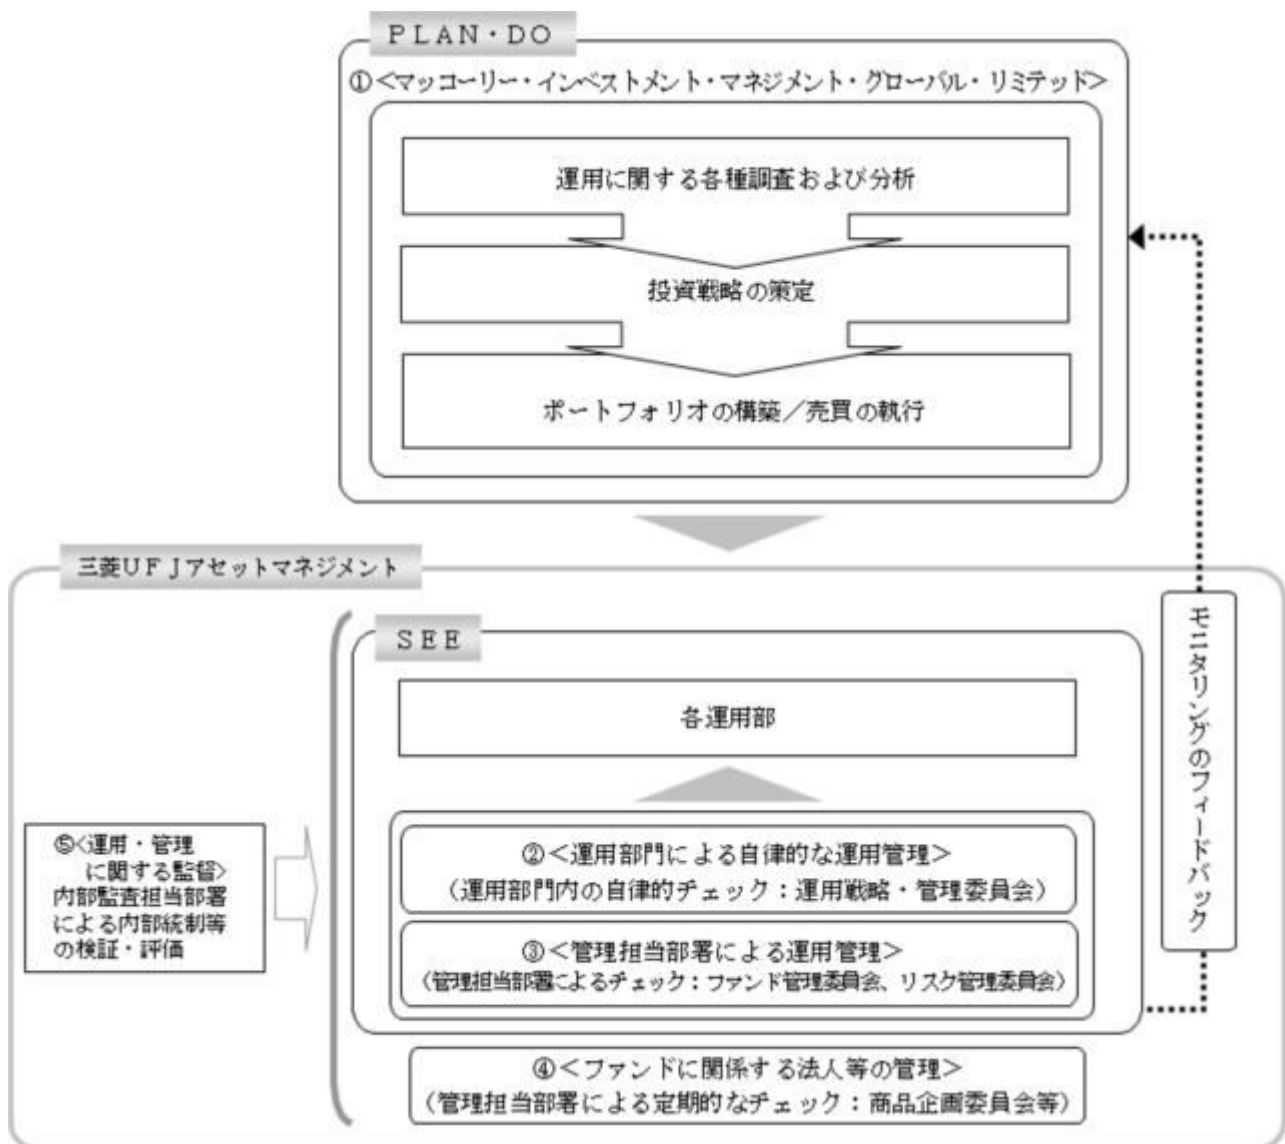 ＰＬＡＮ・ＤＯ
①＜マッコーリー・インベストメント・マネジメント・グローバル・リミテッド＞
運用に関する各種調査および分析
投資戦略の策定
ポートフォリオの構築／売買の執行
三菱ＵＦＪアセットマネジメント
ＳＥＥ
各運用部
②＜運用部門による自律的な運用管理＞
（運用部門内の自律的チェック：運用戦略・管理委員会）
③＜管理担当部署による運用管理＞
（管理担当部署によるチェック：ファンド管理委員会、リスク管理委員会）
④＜ファンドに関係する法人等の管理＞
（管理担当部署による定期的なチェック：商品企画委員会等）
⑤＜運用・管理
に関する監督＞
内部監査担当部署
による内部統制等
の検証・評価
モニタリングのフィードバック